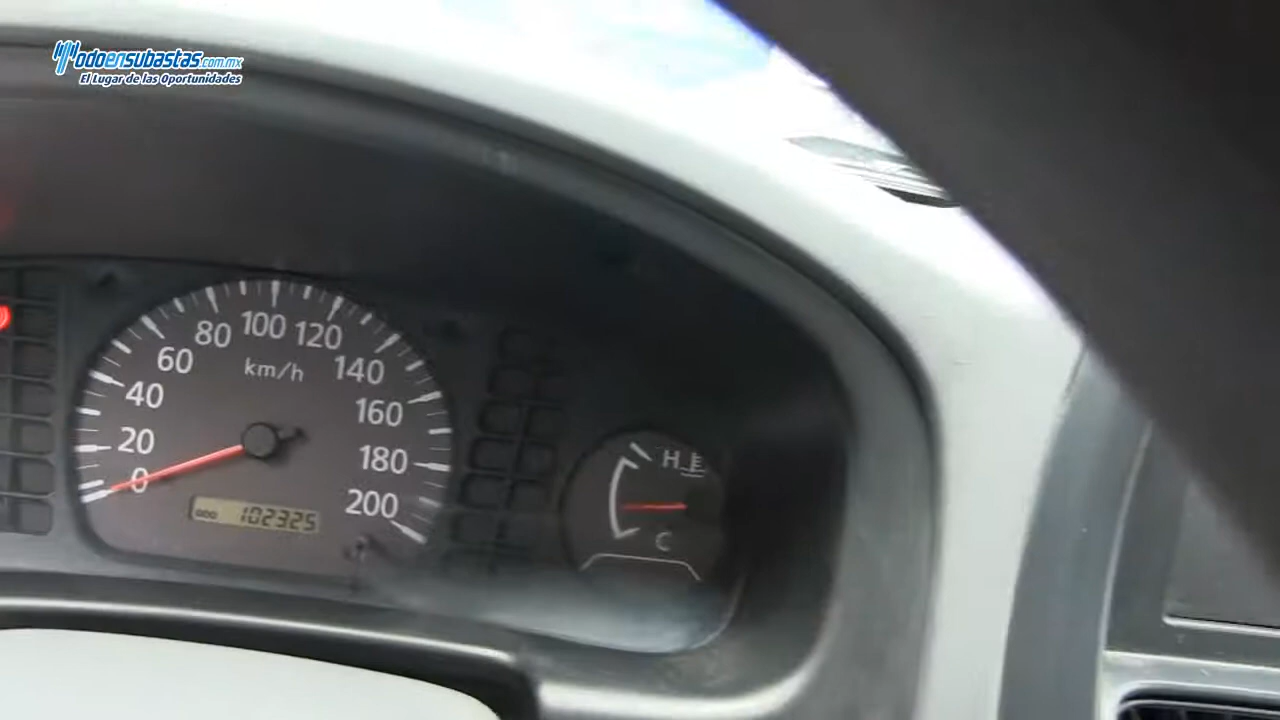 Todoensubastas.com.mx
El Lugar de las Oportunidades
0 20 40 60 80 100 120 140 160 180 200
km/h
ODO 102325
H
C